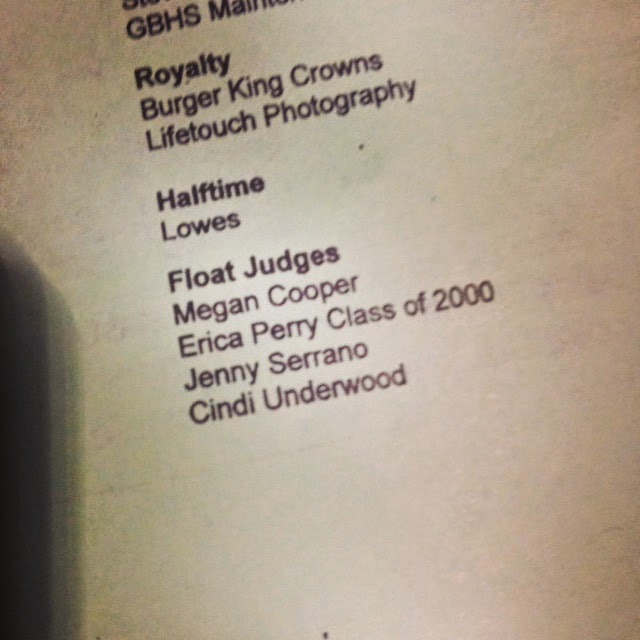 GBHS
Royalty
Burger King Crowns
Lifetouch Photography
Halftime
Lowes
Float Judges
Megan Cooper
Erica Perry Class of 2000
Jenny Serrano
Cindi Underwood